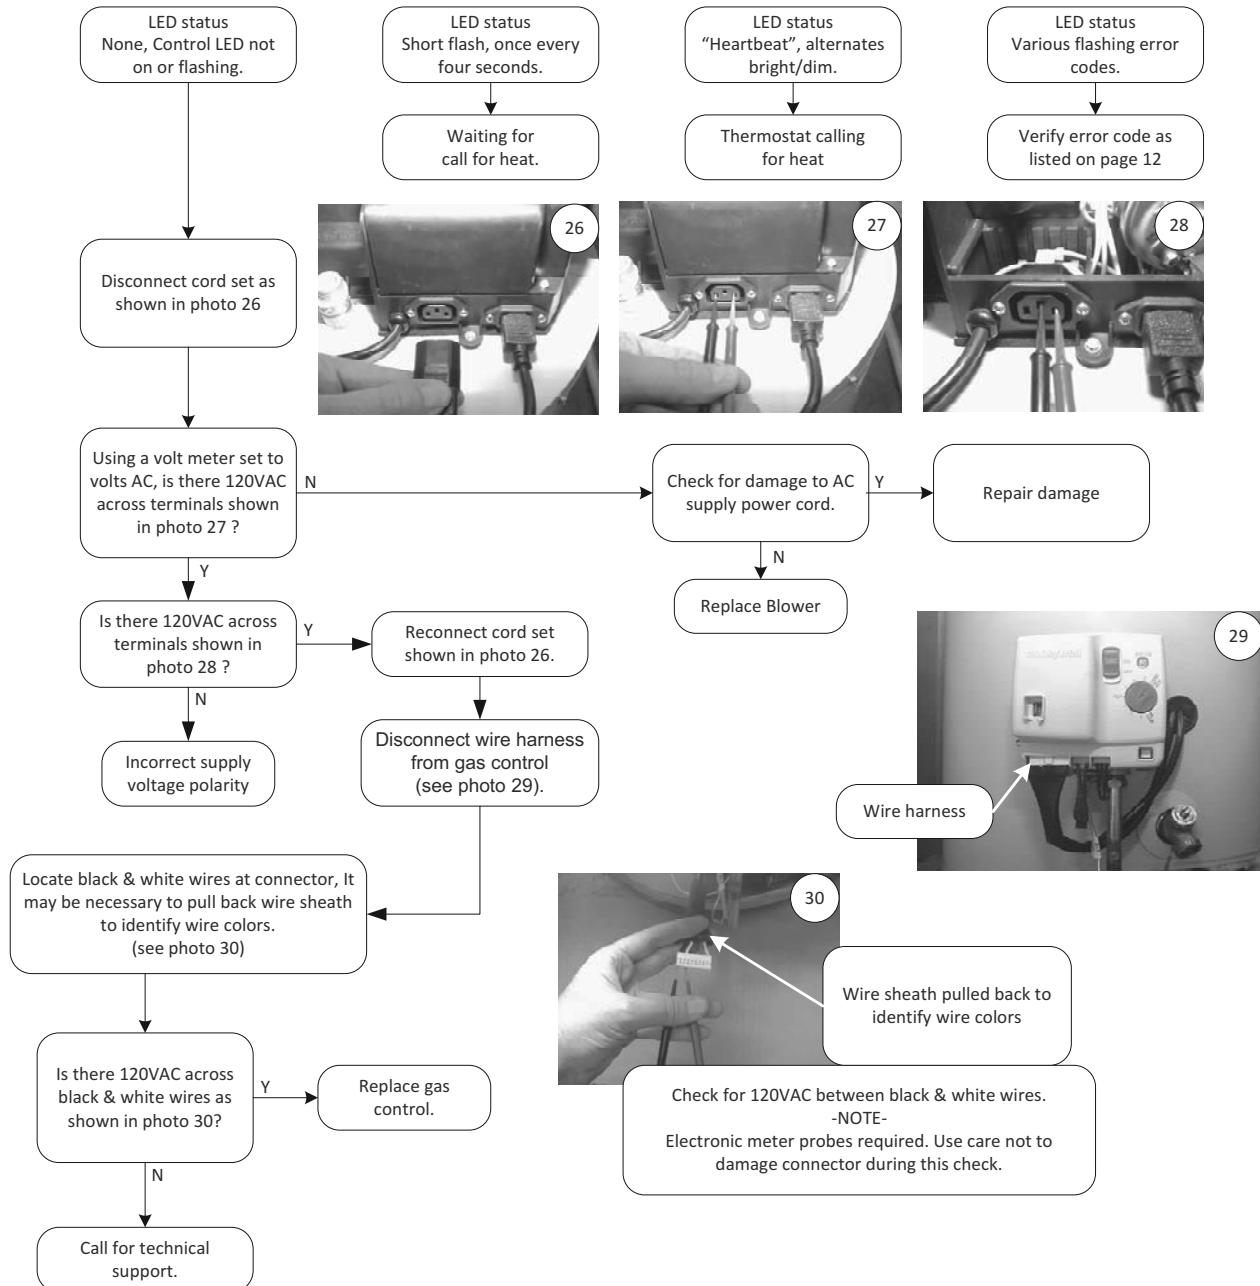 LED status
None, Control LED not
on or flashing.
LED status
Short flash, once every
four seconds.
LED status
“Heartbeat”, alternates
bright/dim.
LED status
Various flashing error
codes.
Waiting for
call for heat.
Thermostat calling
for heat
Verify error code as
listed on page 12
26
27
28
Disconnect cord set as
shown in photo 26
Using a volt meter set to
volts AC, is there 120VAC
across terminals shown
in photo 27 ?
N
Check for damage to AC
supply power cord.
Y
Repair damage
Y
N
Replace Blower
Is there 120VAC across
terminals shown in
photo 28 ?
Y
Reconnect cord set
shown in photo 26.
29
N
Incorrect supply
voltage polarity
Disconnect wire harness
from gas control
(see photo 29).
Wire harness
Locate black & white wires at connector, It
may be necessary to pull back wire sheath
to identify wire colors.
(see photo 30)
30
Wire sheath pulled back to
identify wire colors
Is there 120VAC across
black & white wires as
shown in photo 30?
Y
Replace gas
control.
Check for 120VAC between black & white wires.
-NOTE-
Electronic meter probes required. Use care not to
damage connector during this check.
N
Call for technical
support.